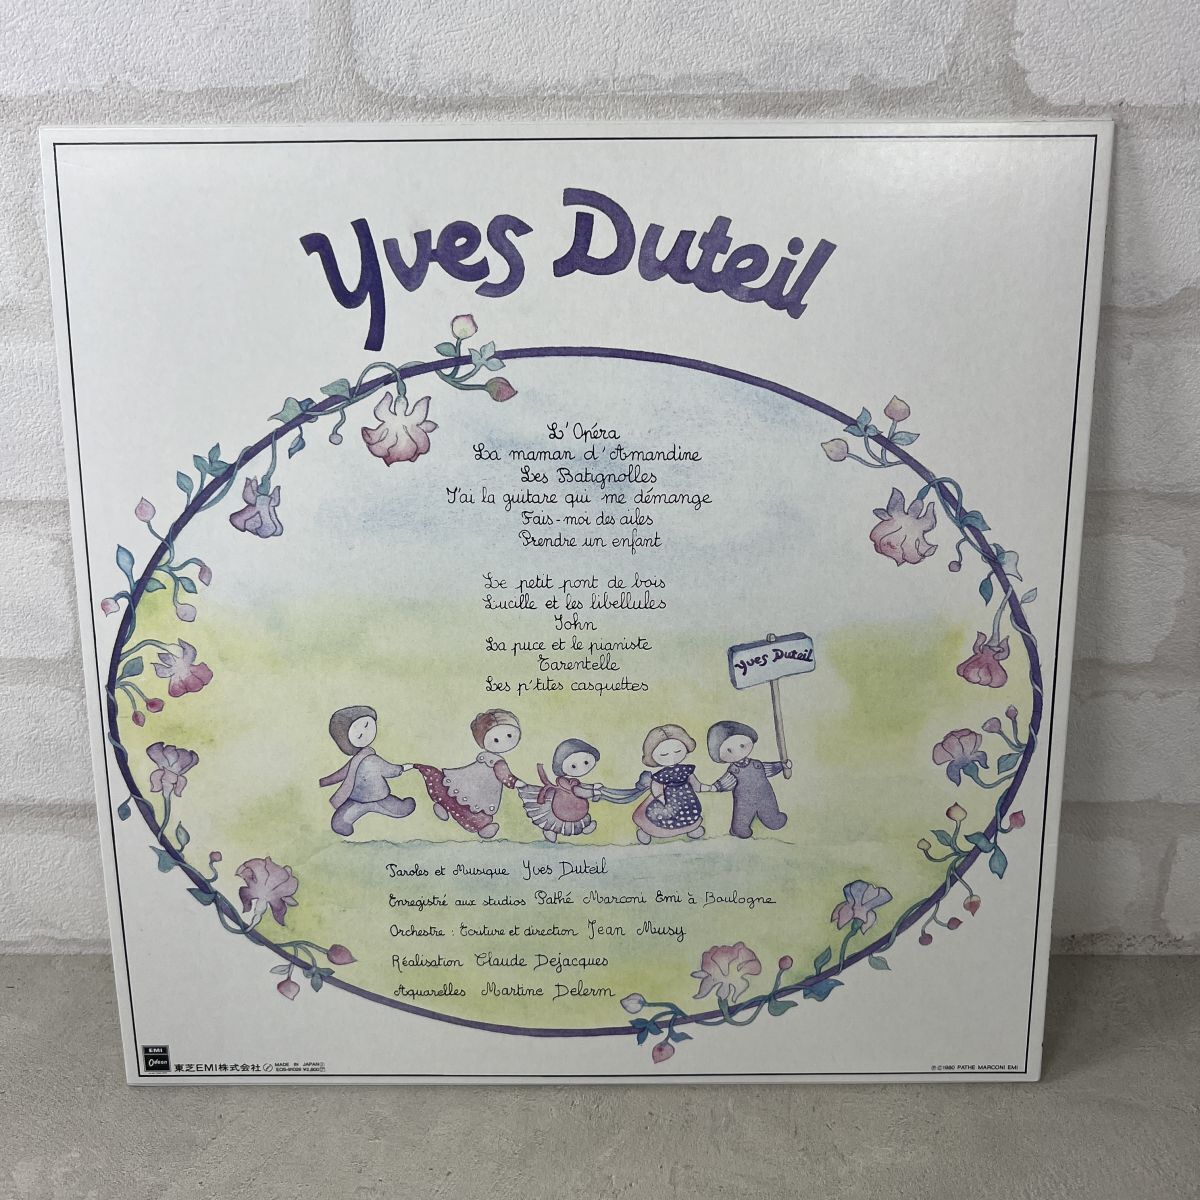 Yves Duteil
L'Opéra
La maman d'Amandine
Les Batignolles
J'ai la guitare qui me démange
Fais-moi des ailes
Prendre un enfant
Le petit pont de bois
Lucille et les libellules
John
La puce et le pianiste
Tarentelle
Les p'tites casquettes
Yves Duteil
Paroles et Musique Yves Duteil
Enregistré aux studios Pathé Marconi Emi à Boulogne
Orchestre : Ecriture et direction Jean Musy
Réalisation Claude Dejacques
Aquarelles Martine Delerm
EMI
Odeon
東芝EMI株式会社
MADE IN JAPAN
¥2,800
℗©1980 PATHE MARCONI EMI